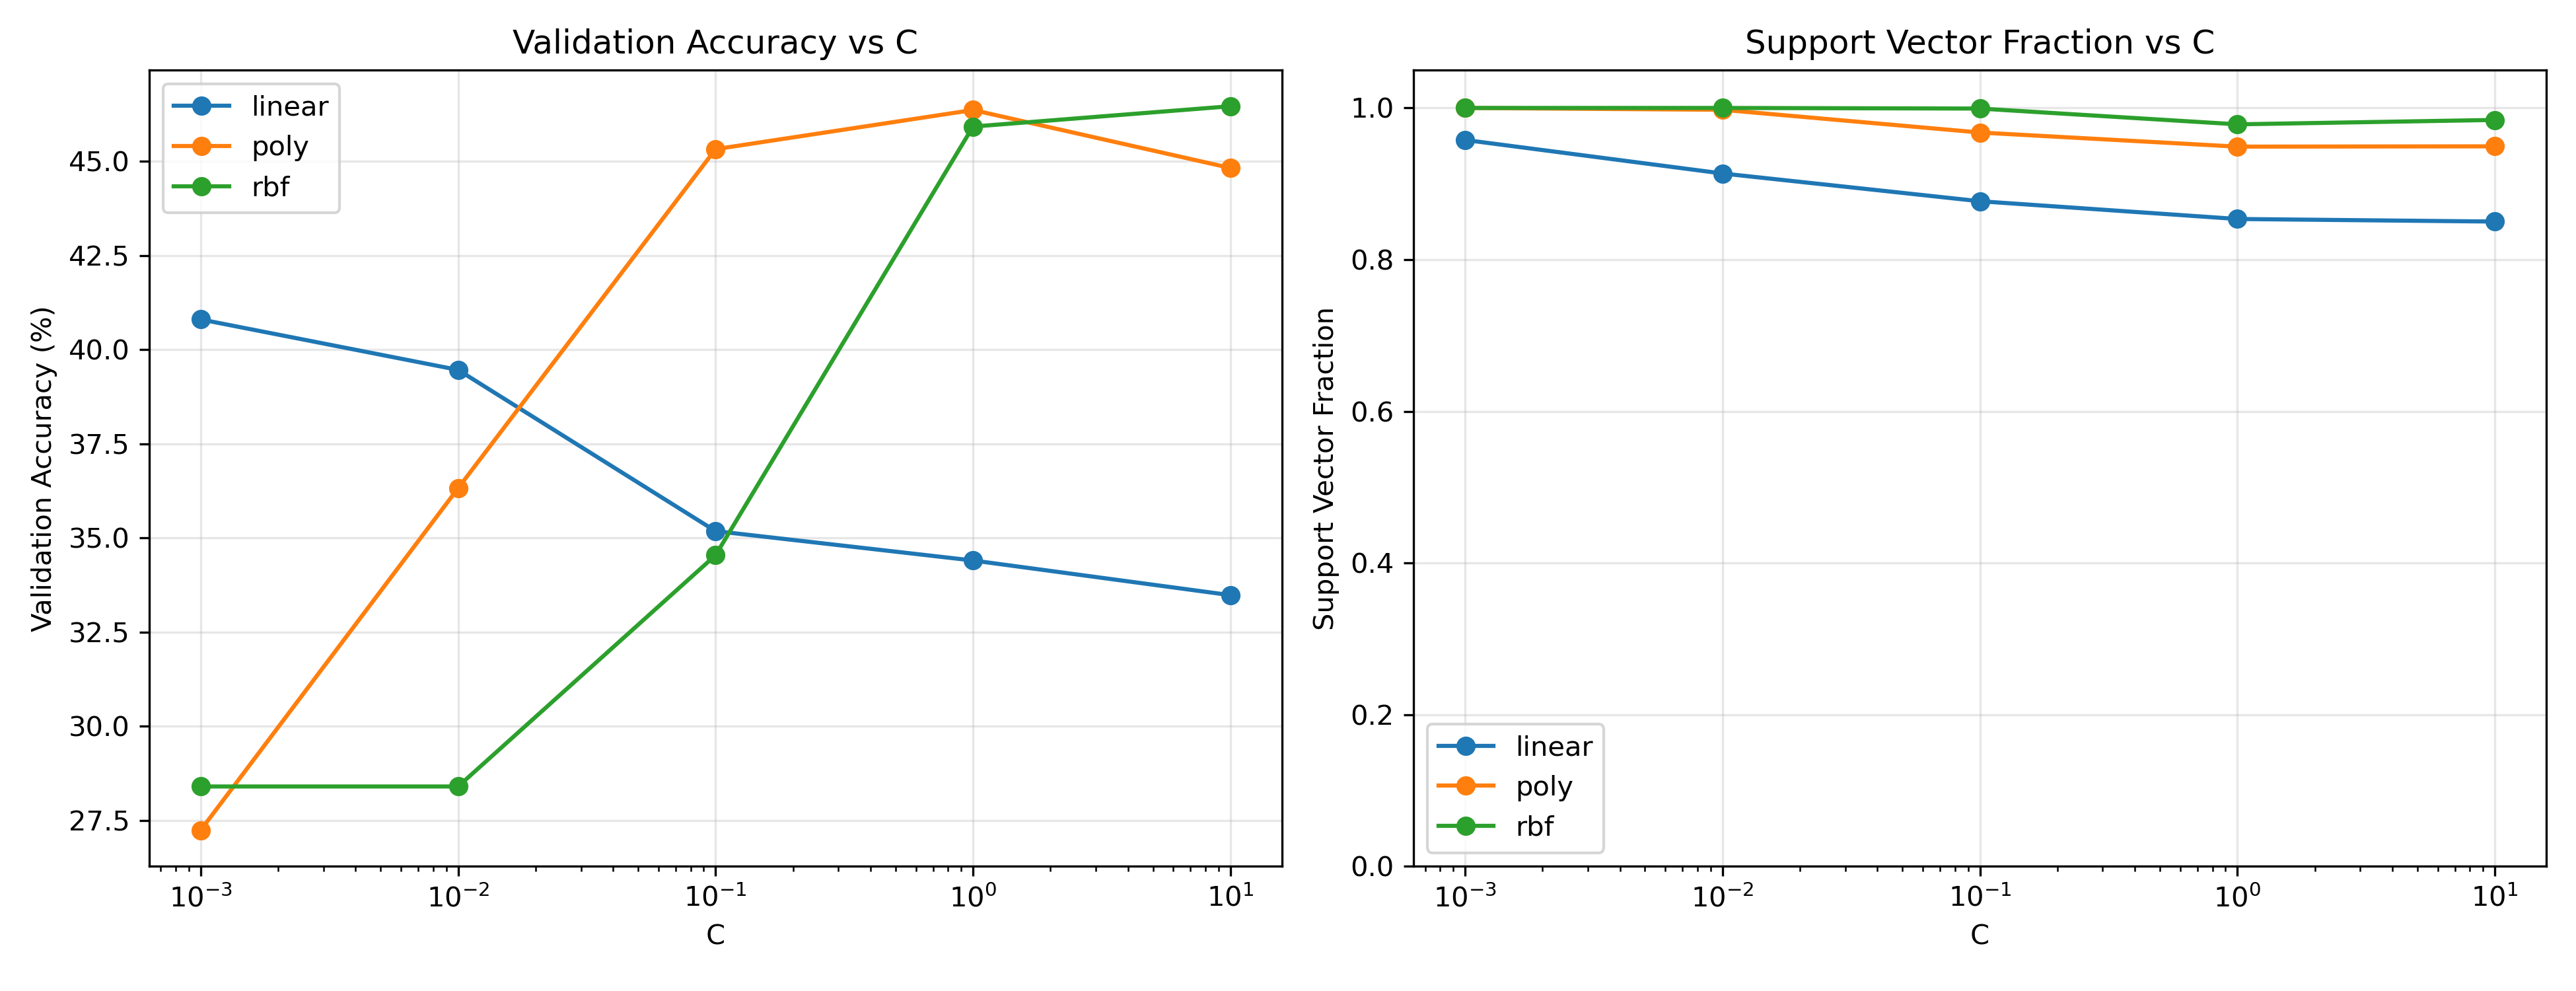 Validation Accuracy vs C
linear
poly
rbf
Validation Accuracy (%)
45.0
42.5
40.0
37.5
35.0
32.5
30.0
27.5
10⁻³ 10⁻² 10⁻¹ 10⁰ 10¹
C
Support Vector Fraction vs C
Support Vector Fraction
1.0
0.8
0.6
0.4
0.2
0.0
linear
poly
rbf
10⁻³ 10⁻² 10⁻¹ 10⁰ 10¹
C